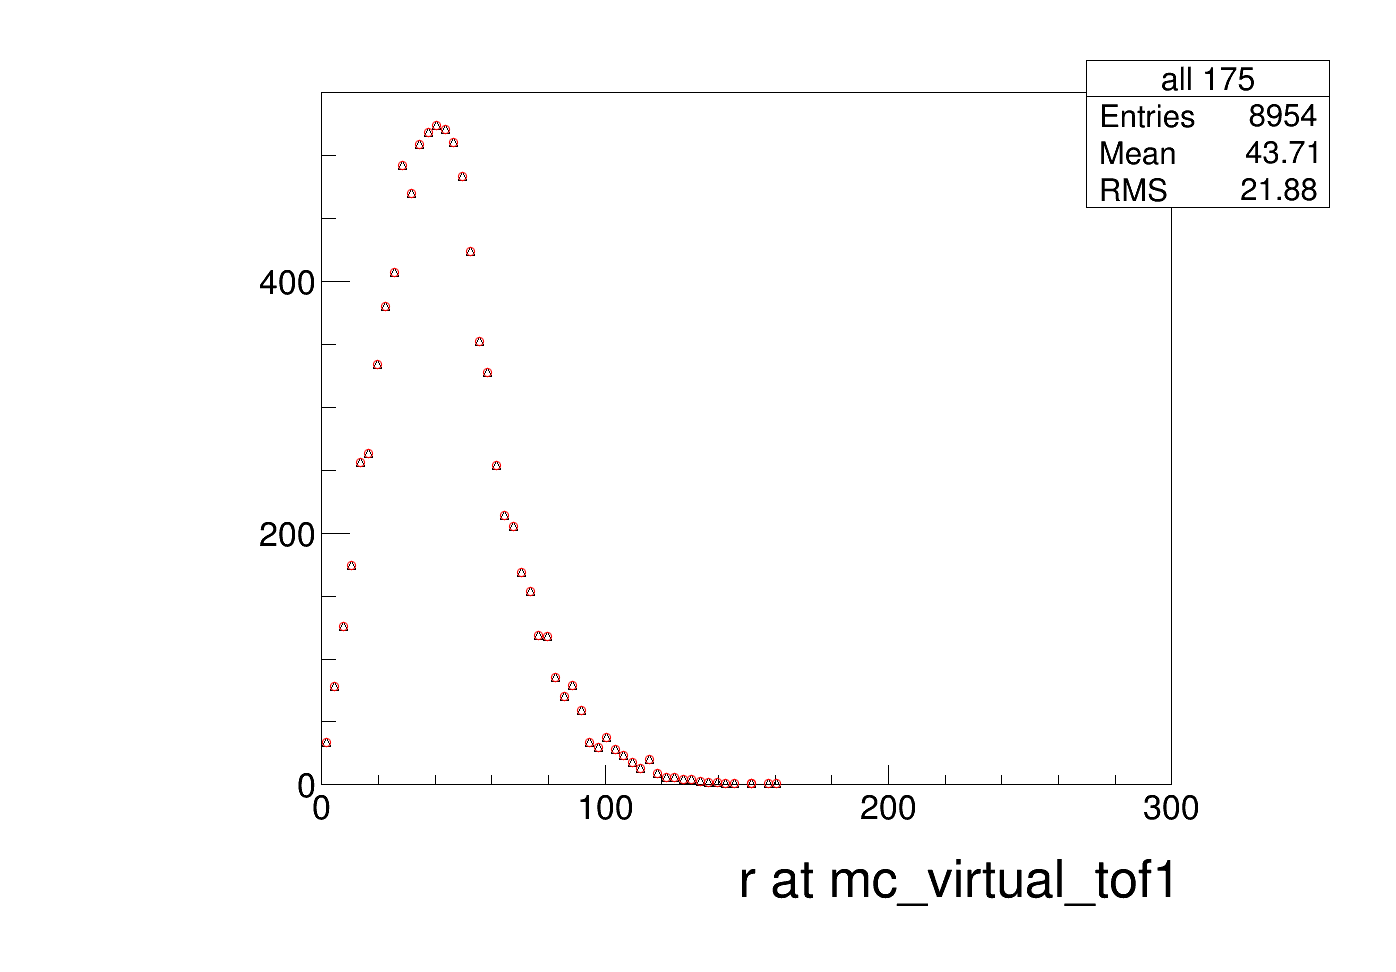 all 175
Entries 8954
Mean 43.71
RMS 21.88
400
200
0
0 100 200 300
r at mc_virtual_tof1